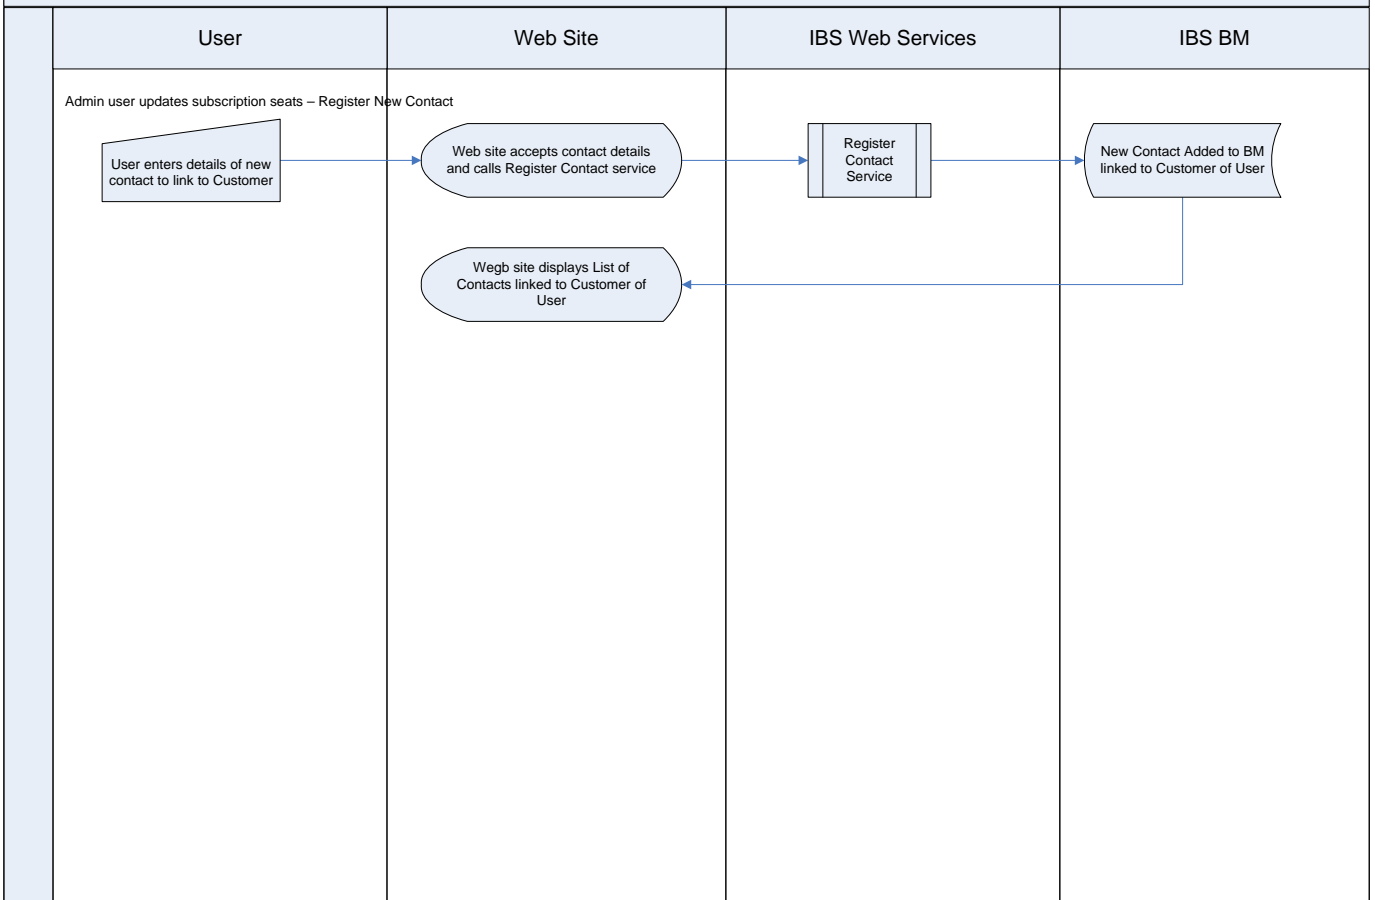 User
Web Site
IBS Web Services
IBS BM
Admin user updates subscription seats – Register New Contact
User enters details of new
contact to link to Customer
Web site accepts contact details
and calls Register Contact service
Register
Contact
Service
New Contact Added to BM
linked to Customer of User
Wegb site displays List of
Contacts linked to Customer of
User